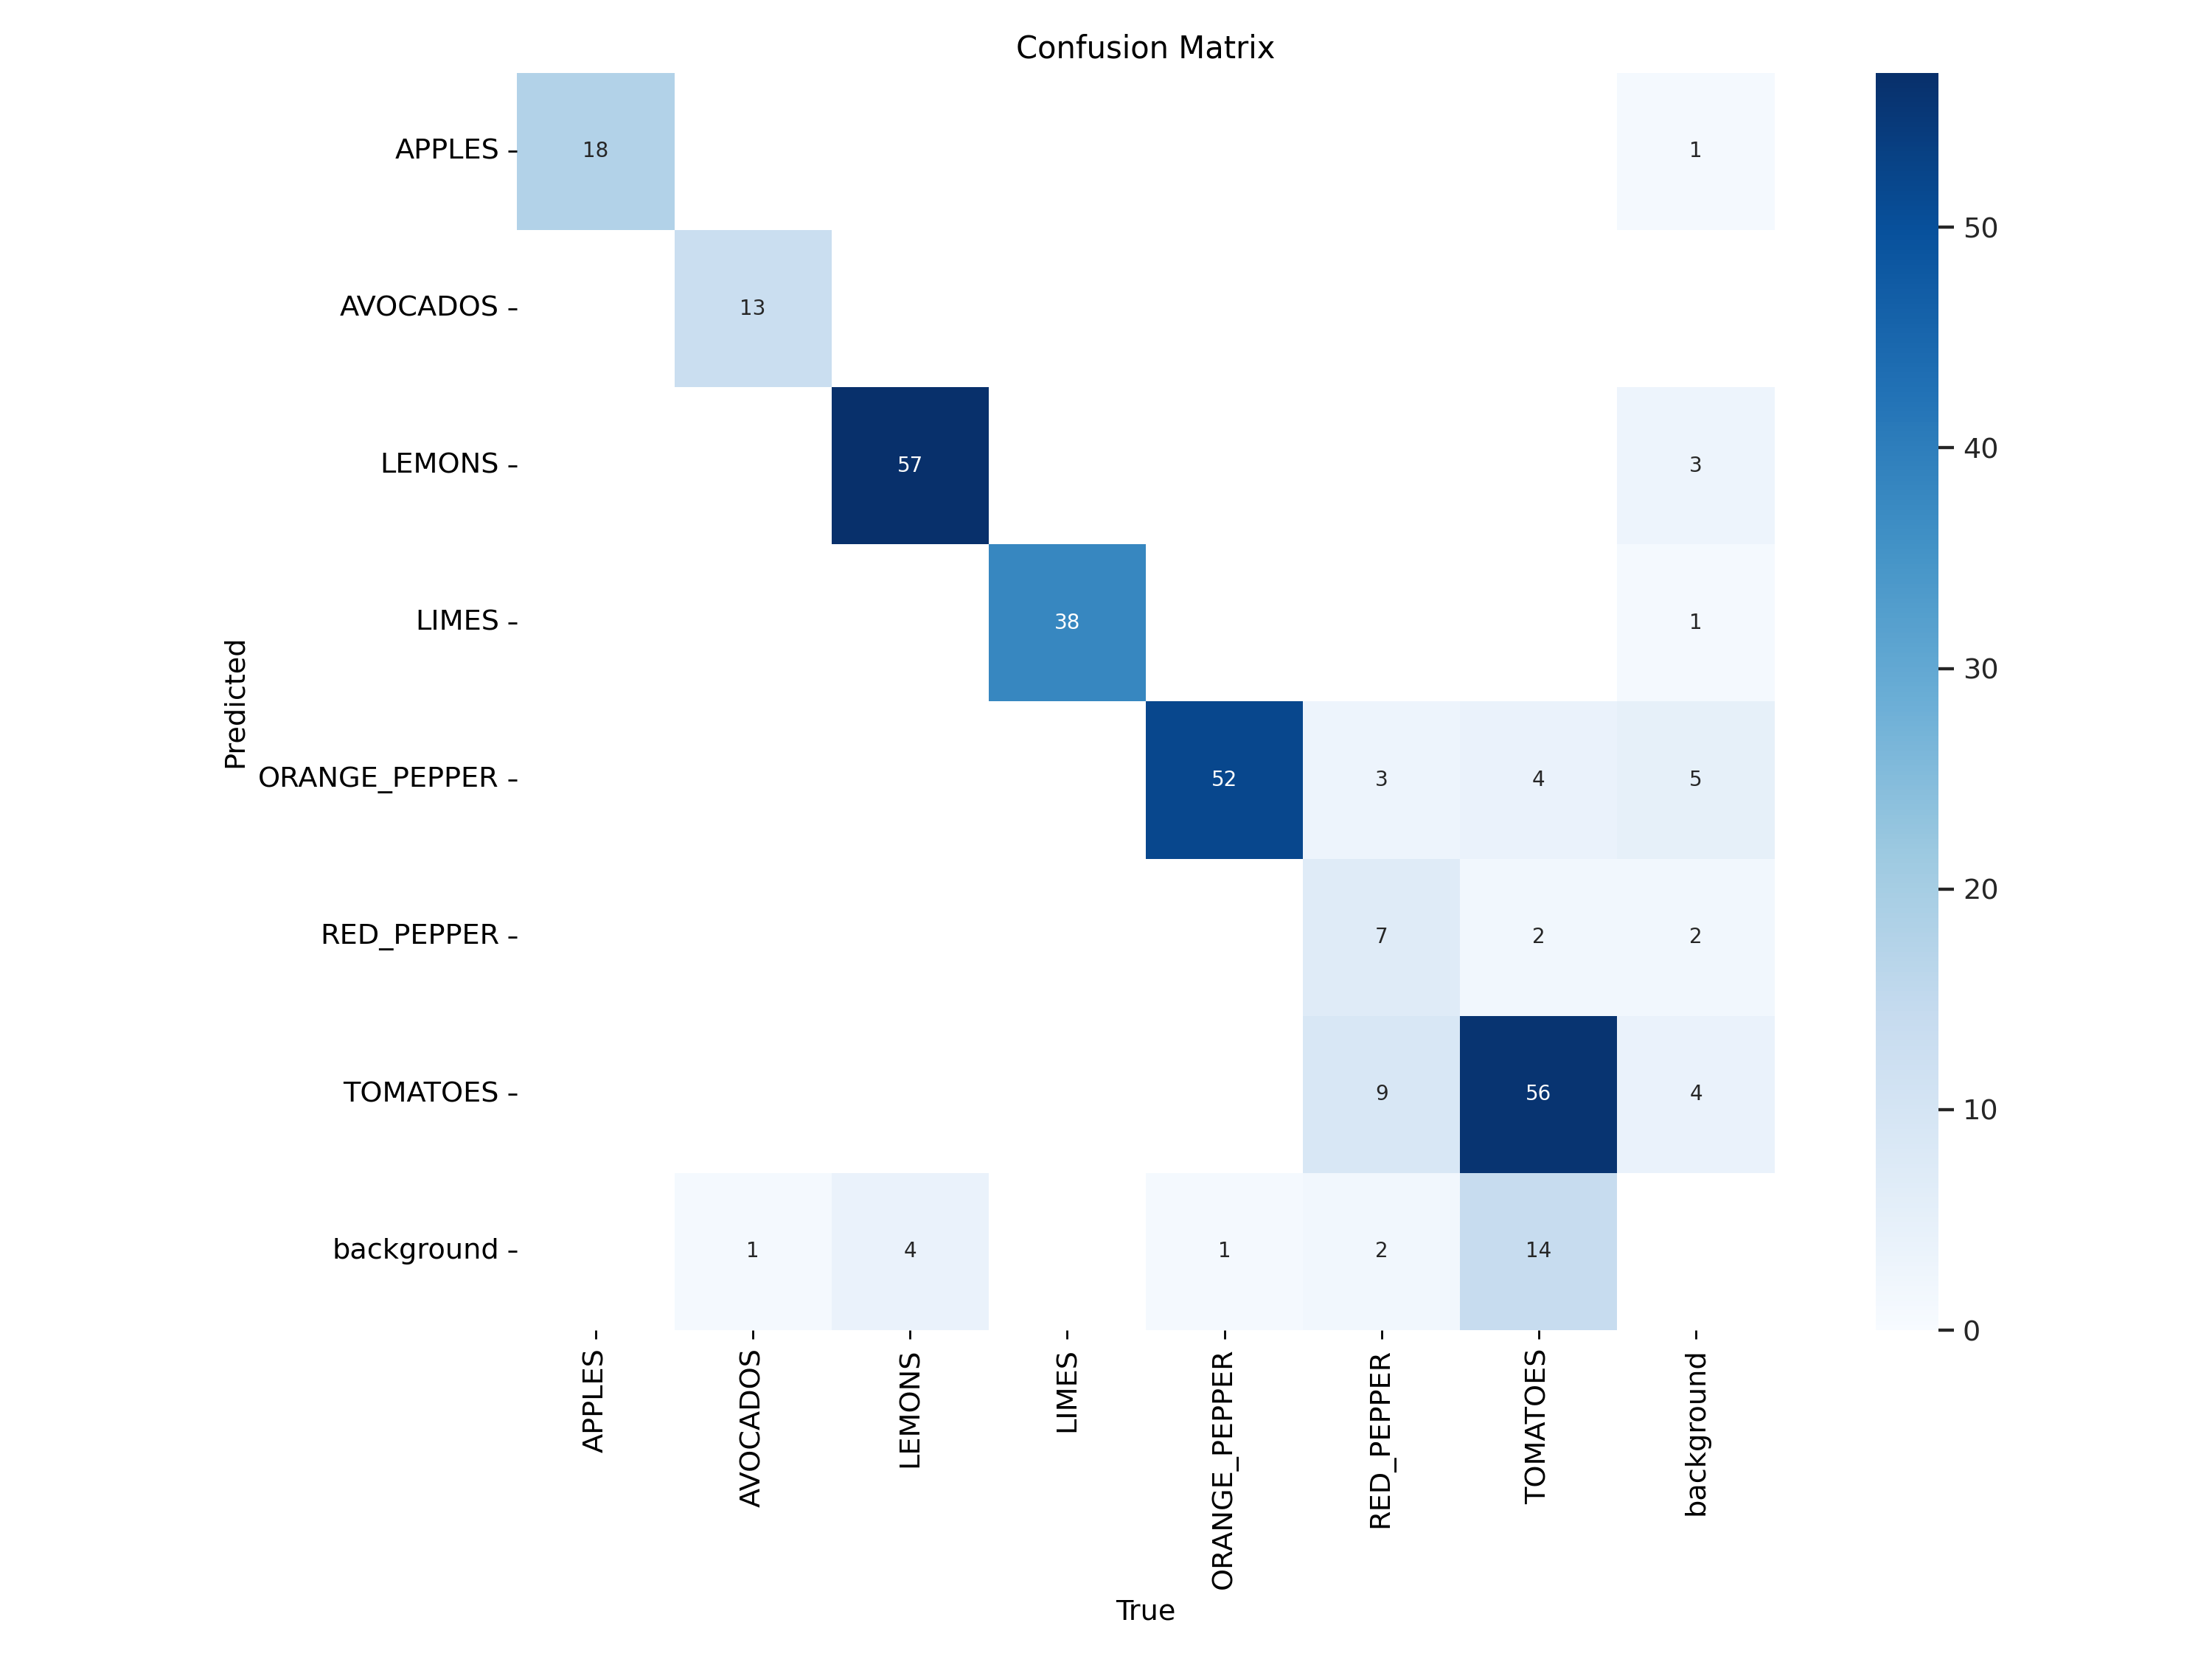 Confusion Matrix
APPLES 18 1
AVOCADOS 13
LEMONS 57 3
LIMES 38 1
ORANGE_PEPPER 52 3 4 5
RED_PEPPER 7 2 2
TOMATOES 9 56 4
background 1 4 1 2 14
Predicted
APPLES AVOCADOS LEMONS LIMES ORANGE_PEPPER RED_PEPPER TOMATOES background
True
50
40
30
20
10
0